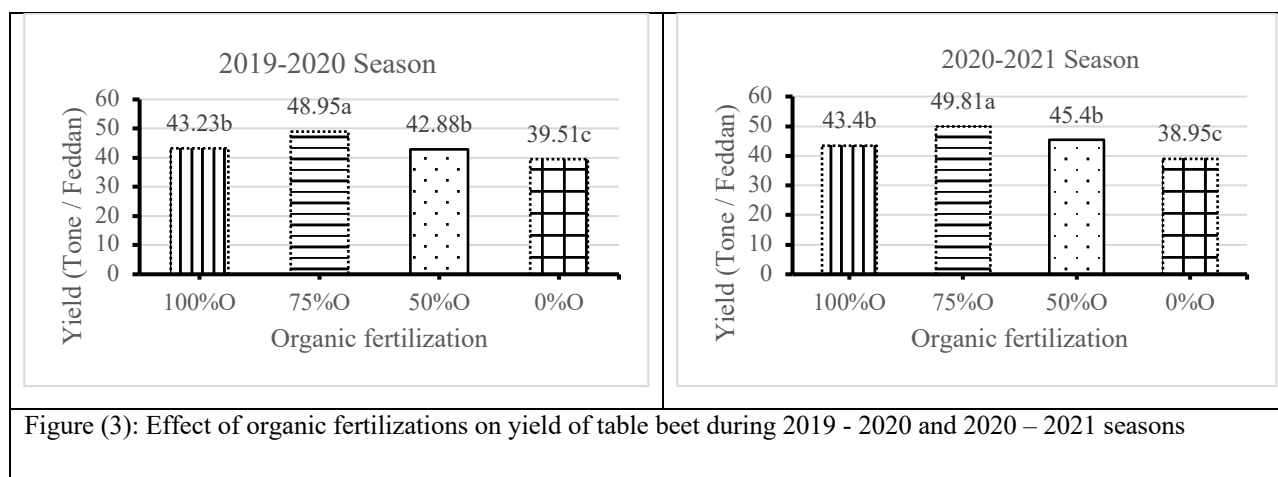 2019-2020 Season
Yield (Tone / Feddan)
60
50
40
30
20
10
0
43.23b
48.95a
42.88b
39.51c
100%O
75%O
50%O
0%O
Organic fertilization
2020-2021 Season
Yield (Tone / Feddan)
60
50
40
30
20
10
0
43.4b
49.81a
45.4b
38.95c
100%O
75%O
50%O
0%O
Organic fertilization
Figure (3): Effect of organic fertilizations on yield of table beet during 2019 - 2020 and 2020 – 2021 seasons